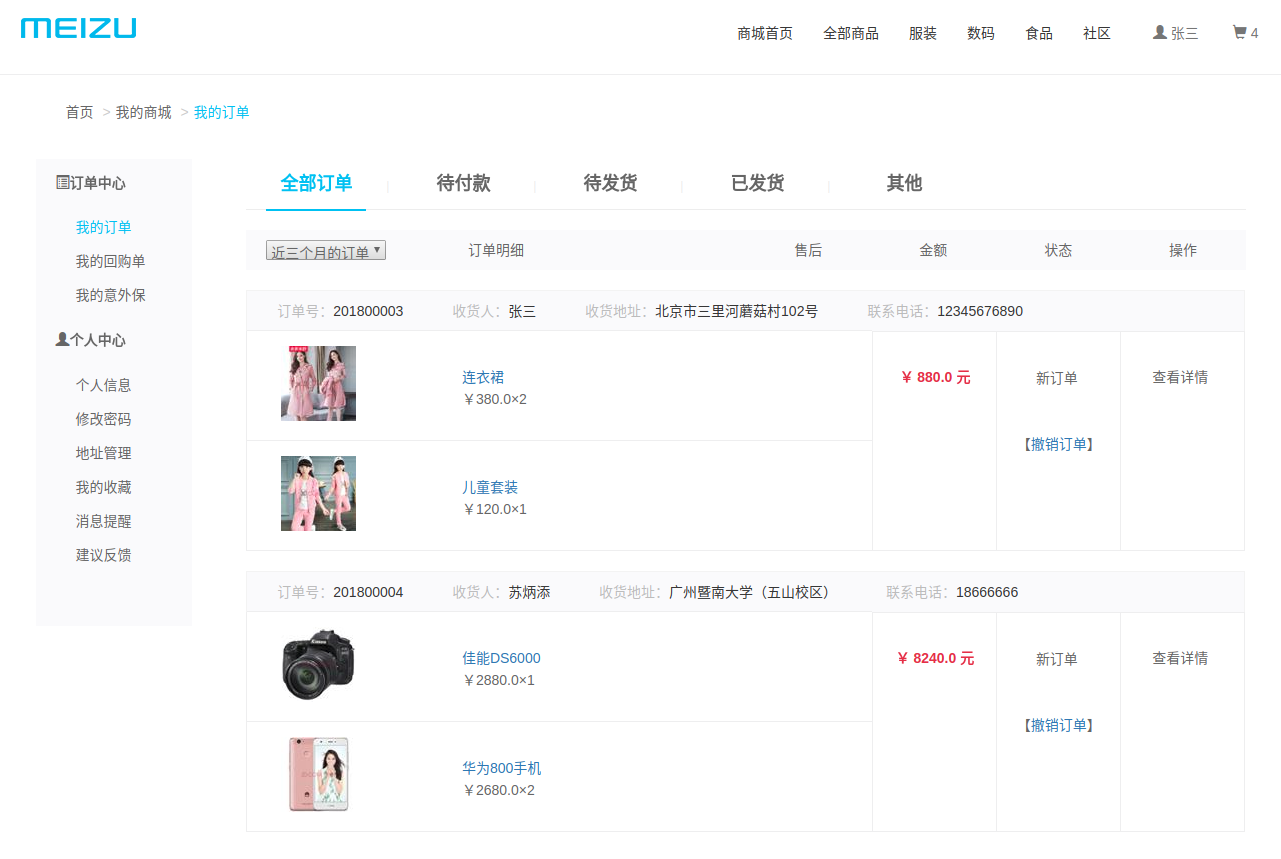 MEIZU
商城首页 全部商品 服装 数码 食品 社区 张三 4
首页 > 我的商城 > 我的订单
订单中心
我的订单
我的回购单
我的意外保
个人中心
个人信息
修改密码
地址管理
我的收藏
消息提醒
建议反馈
全部订单 | 待付款 | 待发货 | 已发货 | 其他
近三个月的订单 订单明细 售后 金额 状态 操作
订单号：201800003 收货人：张三 收货地址：北京市三里河蘑菇村102号 联系电话：12345676890
连衣裙 ￥ 880.0 元 新订单 查看详情
￥380.0×2
【撤销订单】
儿童套装
￥120.0×1
订单号：201800004 收货人：苏炳添 收货地址：广州暨南大学（五山校区） 联系电话：18666666
佳能DS6000 ￥ 8240.0 元 新订单 查看详情
￥2880.0×1
【撤销订单】
华为800手机
￥2680.0×2